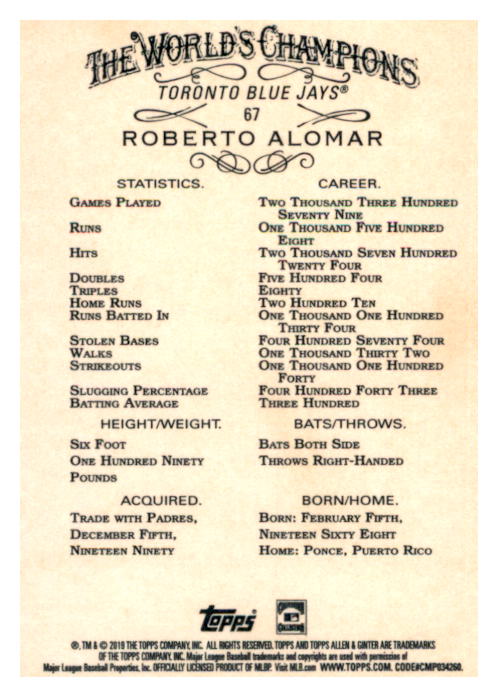 THE WORLD'S CHAMPIONS
TORONTO BLUE JAYS®
67
ROBERTO ALOMAR
STATISTICS. CAREER.
GAMES PLAYED TWO THOUSAND THREE HUNDRED
SEVENTY NINE
RUNS ONE THOUSAND FIVE HUNDRED
EIGHT
HITS TWO THOUSAND SEVEN HUNDRED
TWENTY FOUR
DOUBLES FIVE HUNDRED FOUR
TRIPLES EIGHTY
HOME RUNS TWO HUNDRED TEN
RUNS BATTED IN ONE THOUSAND ONE HUNDRED
THIRTY FOUR
STOLEN BASES FOUR HUNDRED SEVENTY FOUR
WALKS ONE THOUSAND THIRTY TWO
STRIKEOUTS ONE THOUSAND ONE HUNDRED
FORTY
SLUGGING PERCENTAGE FOUR HUNDRED FORTY THREE
BATTING AVERAGE THREE HUNDRED
HEIGHT/WEIGHT. BATS/THROWS.
SIX FOOT BATS BOTH SIDE
ONE HUNDRED NINETY THROWS RIGHT-HANDED
POUNDS
ACQUIRED. BORN/HOME.
TRADE WITH PADRES, BORN: FEBRUARY FIFTH,
DECEMBER FIFTH, NINETEEN SIXTY EIGHT
NINETEEN NINETY HOME: PONCE, PUERTO RICO
Topps
®, TM & © 2019 THE TOPPS COMPANY, INC. ALL RIGHTS RESERVED. TOPPS AND TOPPS ALLEN & GINTER ARE TRADEMARKS
OF THE TOPPS COMPANY, INC. Major League Baseball trademarks and copyrights are used with permission of
Major League Baseball Properties, Inc. OFFICIALLY LICENSED PRODUCT OF MLBP. Visit MLB.com WWW.TOPPS.COM. CODE#CMP034260.